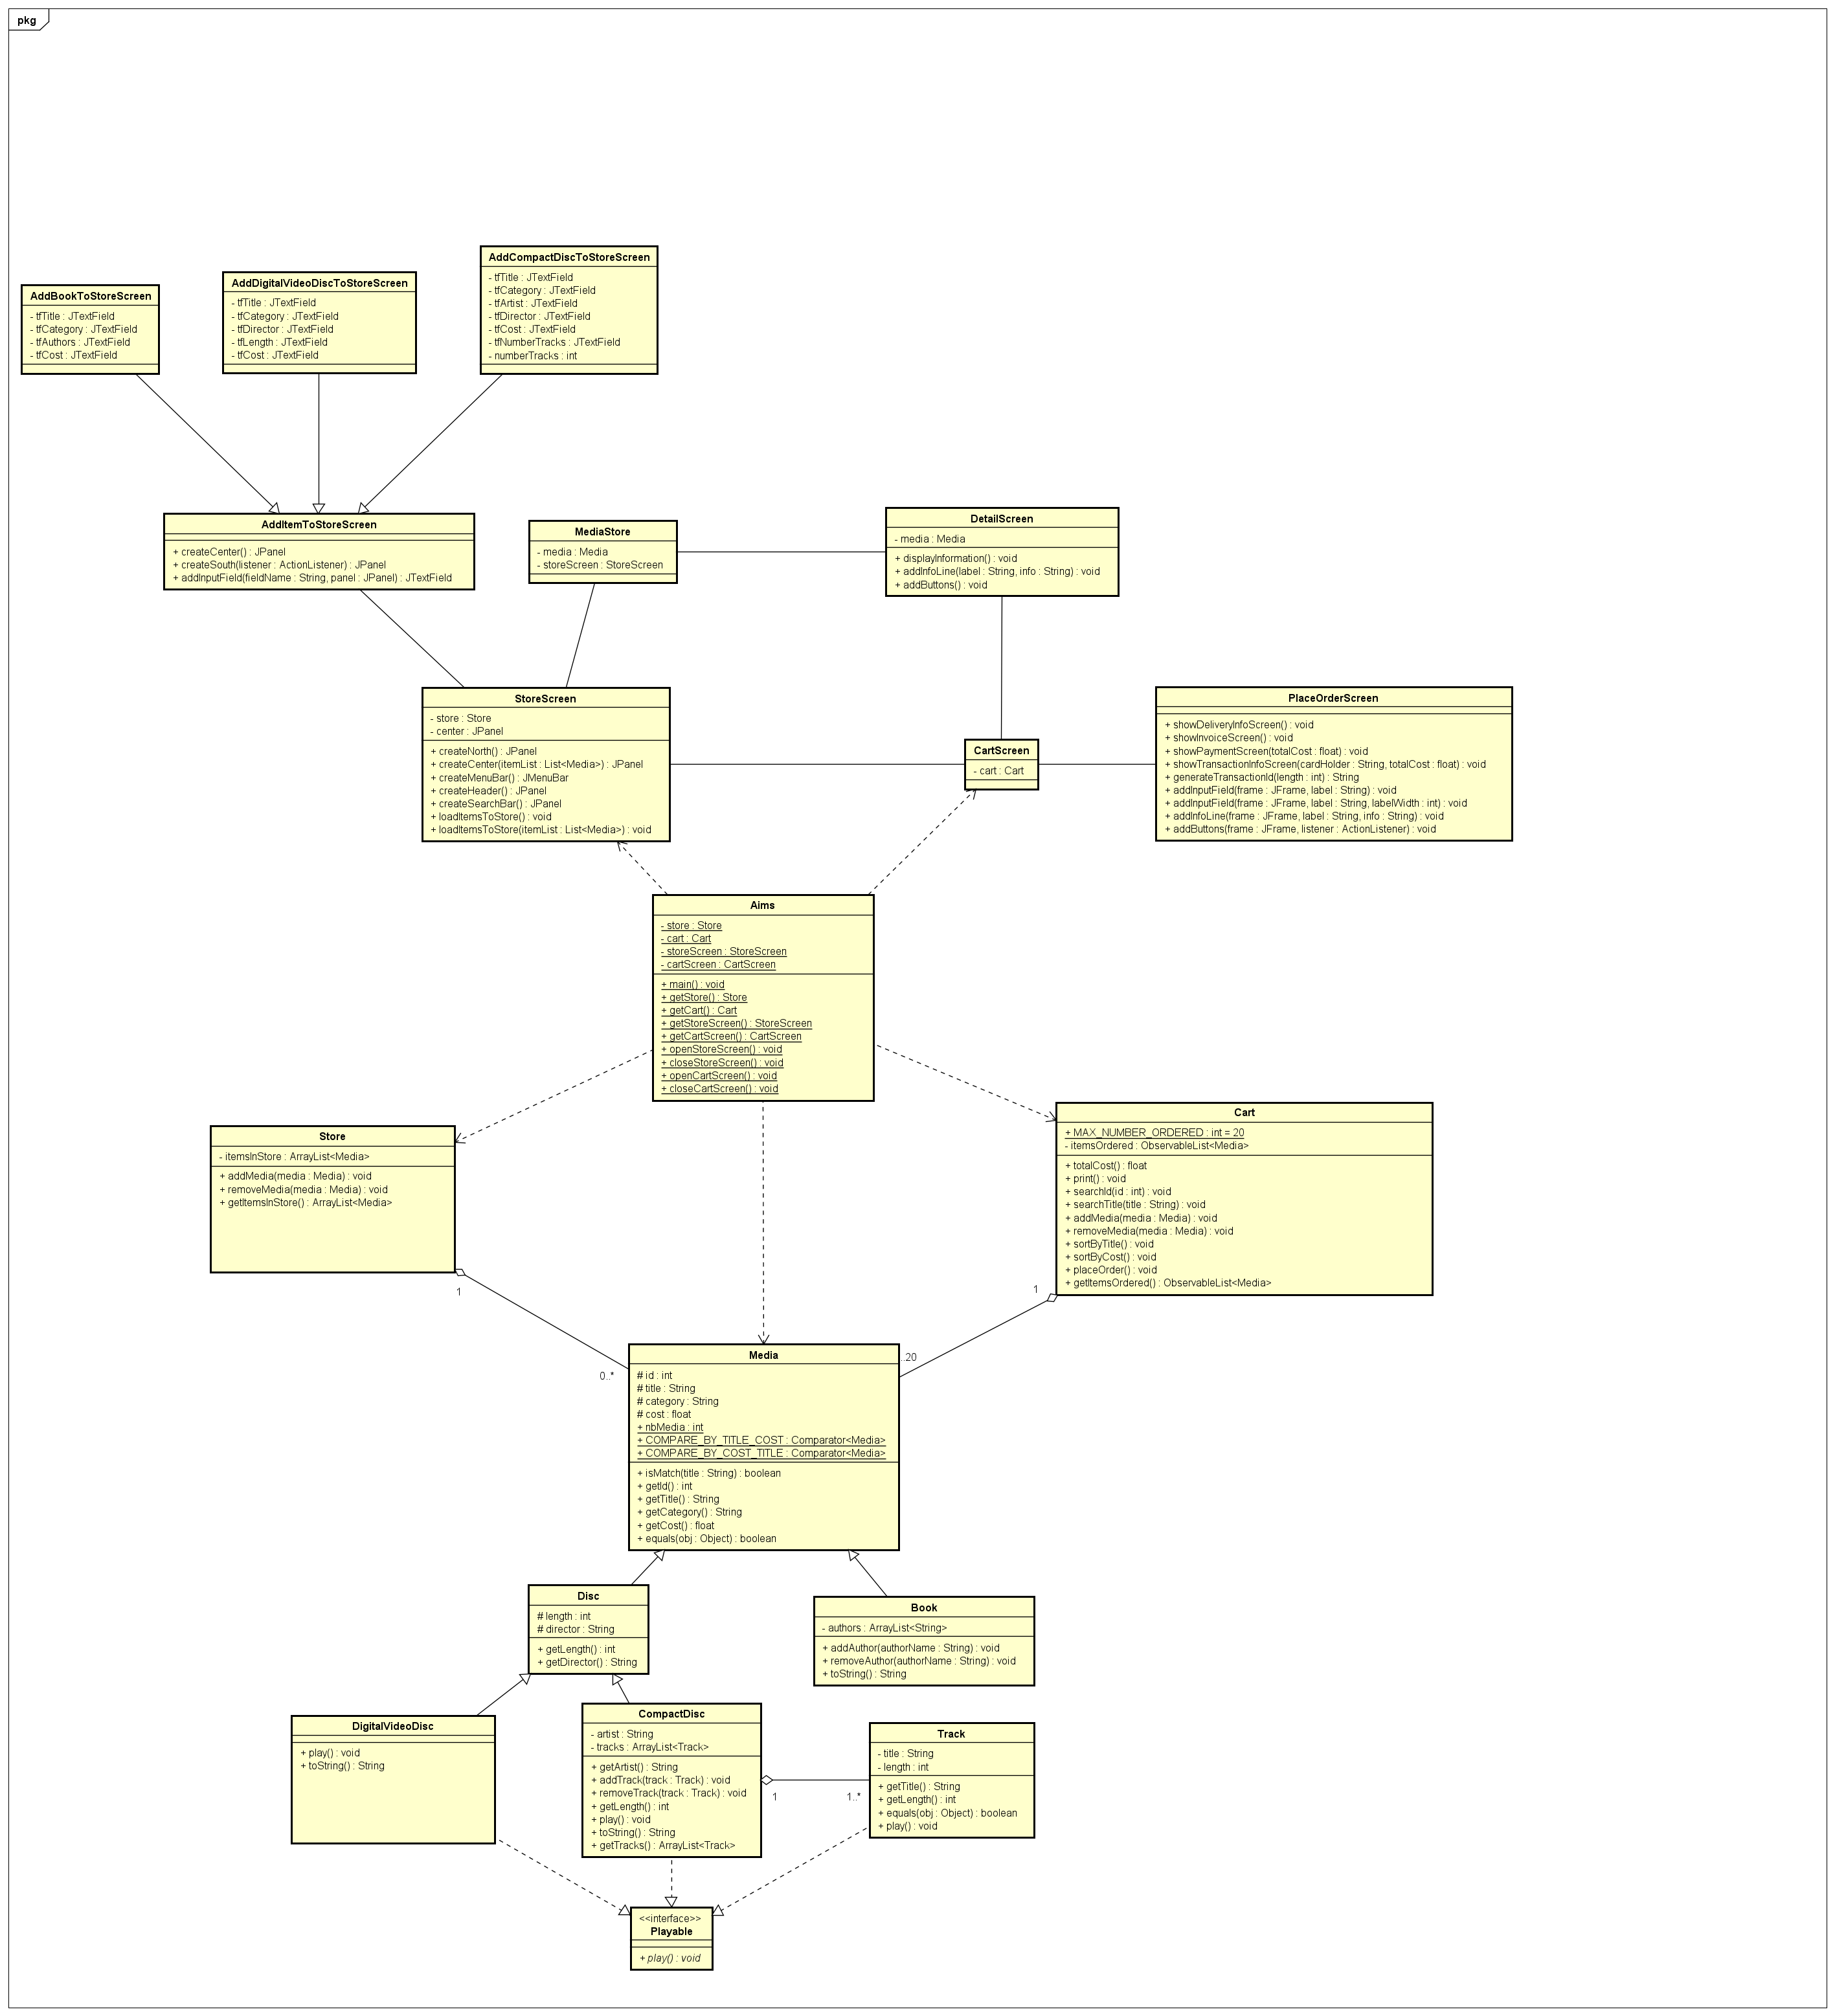 pkg
AddBookToStoreScreen
- tfTitle : JTextField
- tfCategory : JTextField
- tfAuthors : JTextField
- tfCost : JTextField
AddDigitalVideoDiscToStoreScreen
- tfTitle : JTextField
- tfCategory : JTextField
- tfDirector : JTextField
- tfLength : JTextField
- tfCost : JTextField
AddCompactDiscToStoreScreen
- tfTitle : JTextField
- tfCategory : JTextField
- tfArtist : JTextField
- tfDirector : JTextField
- tfCost : JTextField
- tfNumberTracks : JTextField
- numberTracks : int
AddItemToStoreScreen
+ createCenter() : JPanel
+ createSouth(listener : ActionListener) : JPanel
+ addInputField(fieldName : String, panel : JPanel) : JTextField
MediaStore
- media : Media
- storeScreen : StoreScreen
DetailScreen
- media : Media
+ displayInformation() : void
+ addInfoLine(label : String, info : String) : void
+ addButtons() : void
StoreScreen
- store : Store
- center : JPanel
+ createNorth() : JPanel
+ createCenter(itemList : List<Media>) : JPanel
+ createMenuBar() : JMenuBar
+ createHeader() : JPanel
+ createSearchBar() : JPanel
+ loadItemsToStore() : void
+ loadItemsToStore(itemList : List<Media>) : void
CartScreen
- cart : Cart
PlaceOrderScreen
+ showDeliveryInfoScreen() : void
+ showInvoiceScreen() : void
+ showPaymentScreen(totalCost : float) : void
+ showTransactionInfoScreen(cardHolder : String, totalCost : float) : void
+ generateTransactionId(length : int) : String
+ addInputField(frame : JFrame, label : String) : void
+ addInputField(frame : JFrame, label : String, labelWidth : int) : void
+ addInfoLine(frame : JFrame, label : String, info : String) : void
+ addButtons(frame : JFrame, listener : ActionListener) : void
Aims
- store : Store
- cart : Cart
- storeScreen : StoreScreen
- cartScreen : CartScreen
+ main() : void
+ getStore() : Store
+ getCart() : Cart
+ getStoreScreen() : StoreScreen
+ getCartScreen() : CartScreen
+ openStoreScreen() : void
+ closeStoreScreen() : void
+ openCartScreen() : void
+ closeCartScreen() : void
Store
- itemsInStore : ArrayList<Media>
+ addMedia(media : Media) : void
+ removeMedia(media : Media) : void
+ getItemsInStore() : ArrayList<Media>
Cart
+ MAX_NUMBER_ORDERED : int = 20
- itemsOrdered : ObservableList<Media>
+ totalCost() : float
+ print() : void
+ searchId(id : int) : void
+ searchTitle(title : String) : void
+ addMedia(media : Media) : void
+ removeMedia(media : Media) : void
+ sortByTitle() : void
+ sortByCost() : void
+ placeOrder() : void
+ getItemsOrdered() : ObservableList<Media>
1
1
0..*
..20
Media
# id : int
# title : String
# category : String
# cost : float
+ nbMedia : int
+ COMPARE_BY_TITLE_COST : Comparator<Media>
+ COMPARE_BY_COST_TITLE : Comparator<Media>
+ isMatch(title : String) : boolean
+ getId() : int
+ getTitle() : String
+ getCategory() : String
+ getCost() : float
+ equals(obj : Object) : boolean
Disc
# length : int
# director : String
+ getLength() : int
+ getDirector() : String
Book
- authors : ArrayList<String>
+ addAuthor(authorName : String) : void
+ removeAuthor(authorName : String) : void
+ toString() : String
DigitalVideoDisc
+ play() : void
+ toString() : String
CompactDisc
- artist : String
- tracks : ArrayList<Track>
+ getArtist() : String
+ addTrack(track : Track) : void
+ removeTrack(track : Track) : void
+ getLength() : int
+ play() : void
+ toString() : String
+ getTracks() : ArrayList<Track>
1
1..*
Track
- title : String
- length : int
+ getTitle() : String
+ getLength() : int
+ equals(obj : Object) : boolean
+ play() : void
<<interface>>
Playable
+ play() : void